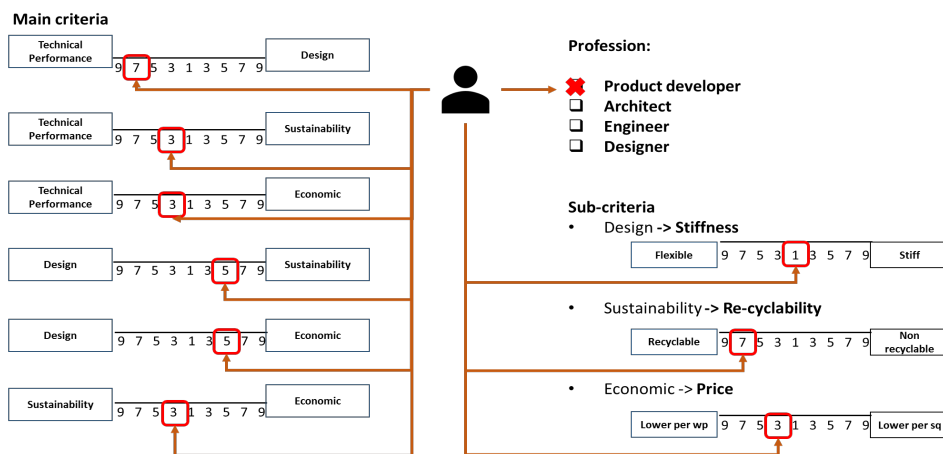 Main criteria
Technical Performance
9 7 5 3 1 3 5 7 9
Design
Technical Performance
9 7 5 3 1 3 5 7 9
Sustainability
Technical Performance
9 7 5 3 1 3 5 7 9
Economic
Design
9 7 5 3 1 3 5 7 9
Sustainability
Design
9 7 5 3 1 3 5 7 9
Economic
Sustainability
9 7 5 3 1 3 5 7 9
Economic
Profession:
Product developer
Architect
Engineer
Designer
Sub-criteria
• Design -> Stiffness
Flexible
9 7 5 3 1 3 5 7 9
Stiff
• Sustainability -> Re-cyclability
Recyclable
9 7 5 3 1 3 5 7 9
Non recyclable
• Economic -> Price
Lower per wp
9 7 5 3 1 3 5 7 9
Lower per sq